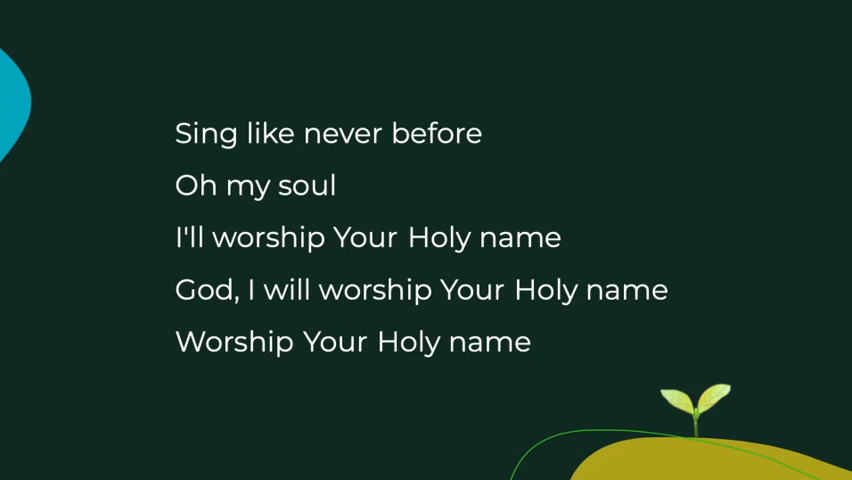 Sing like never before
Oh my soul
I'll worship Your Holy name
God, I will worship Your Holy name
Worship Your Holy name